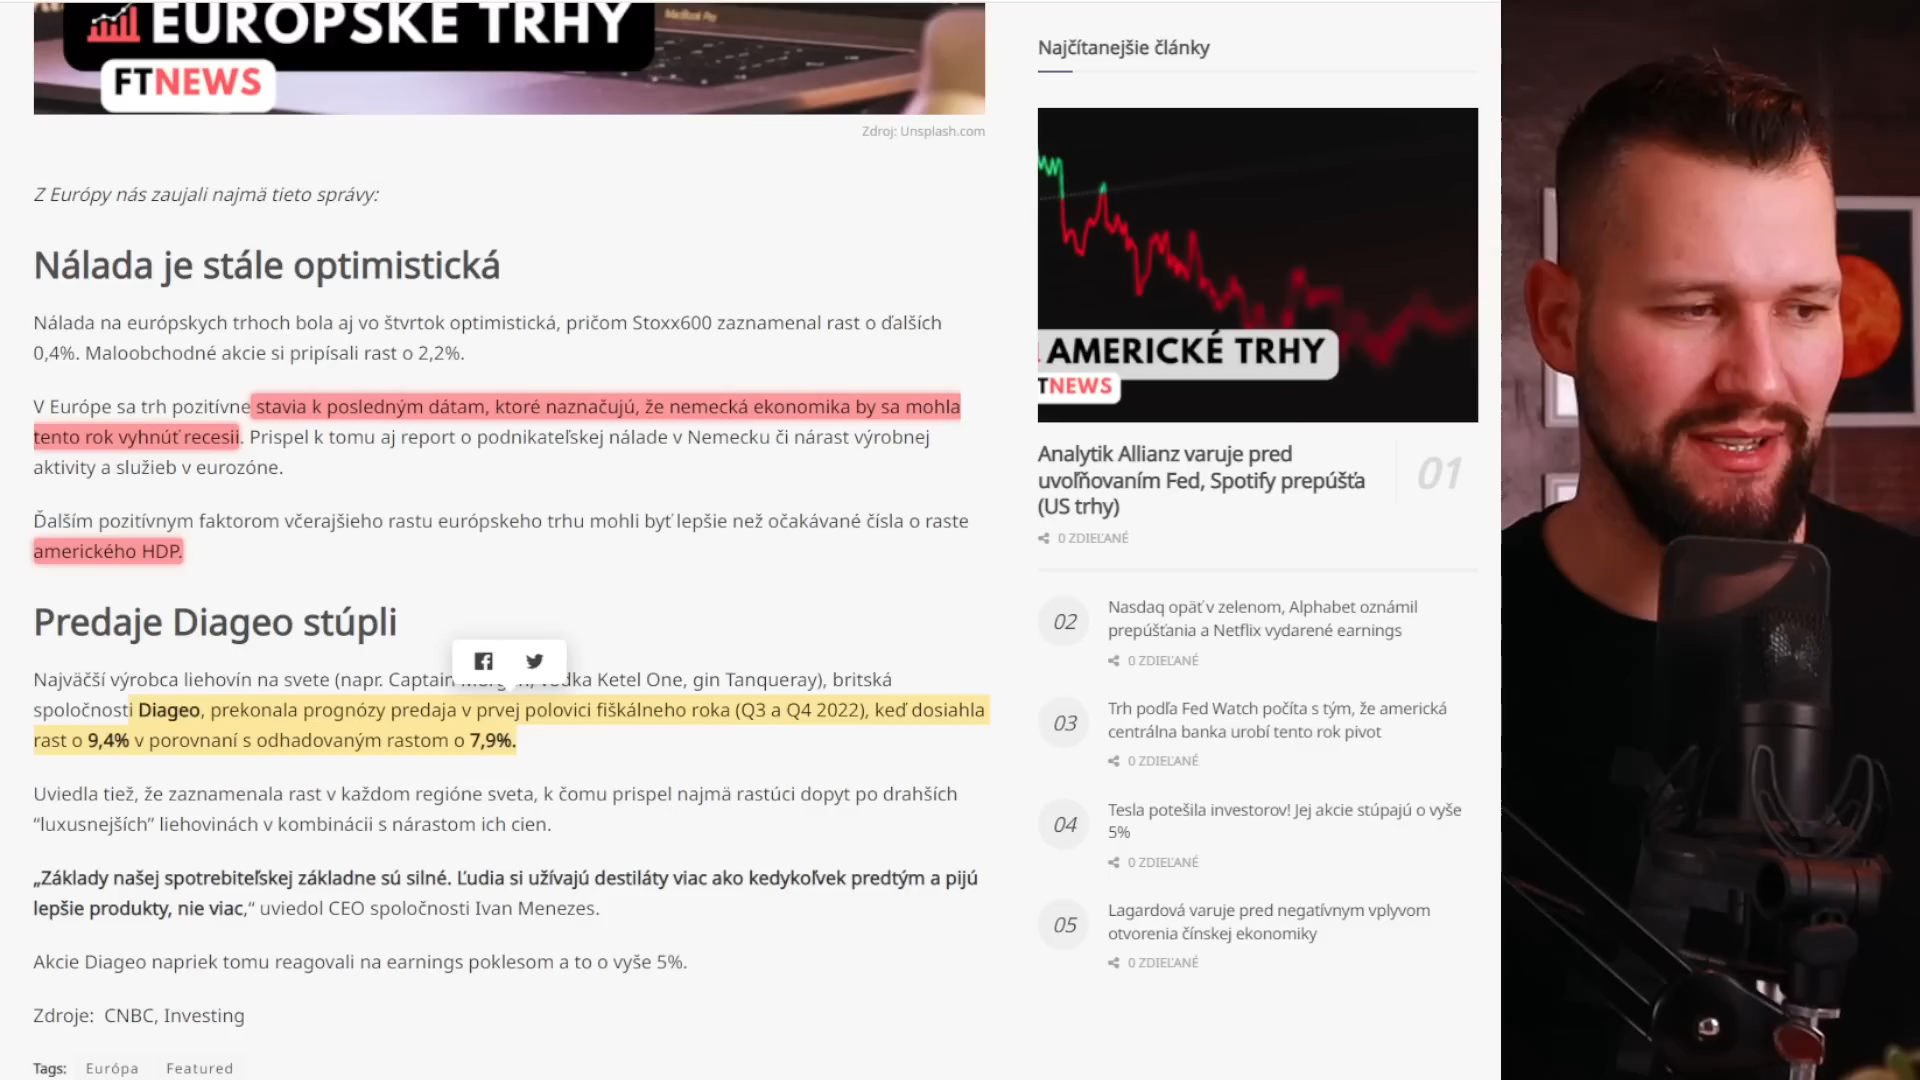 EURÓPSKE TRHY
FTNEWS
Zdroj: Unsplash.com
Z Európy nás zaujali najmä tieto správy:
Nálada je stále optimistická
Nálada na európskych trhoch bola aj vo štvrtok optimistická, pričom Stoxx600 zaznamenal rast o ďalších
0,4%. Maloobchodné akcie si pripísali rast o 2,2%.
V Európe sa trh pozitívne stavia k posledným dátam, ktoré naznačujú, že nemecká ekonomika by sa mohla
tento rok vyhnúť recesii. Prispel k tomu aj report o podnikateľskej nálade v Nemecku či nárast výrobnej
aktivity a služieb v eurozóne.
Ďalším pozitívnym faktorom včerajšieho rastu európskeho trhu mohli byť lepšie než očakávané čísla o raste
amerického HDP.
Predaje Diageo stúpli
Najväčší výrobca liehovín na svete (napr. Captain Ketel One, gin Tanqueray), britská
spoločnosti Diageo, prekonala prognózy predaja v prvej polovici fiškálneho roka (Q3 a Q4 2022), keď dosiahla
rast o 9,4% v porovnaní s odhadovaným rastom o 7,9%.
Uviedla tiež, že zaznamenala rast v každom regióne sveta, k čomu prispel najmä rastúci dopyt po drahších
“luxusnejších” liehovinách v kombinácii s nárastom ich cien.
„Základy našej spotrebiteľskej základne sú silné. Ľudia si užívajú destiláty viac ako kedykoľvek predtým a pijú
lepšie produkty, nie viac,“ uviedol CEO spoločnosti Ivan Menezes.
Akcie Diageo napriek tomu reagovali na earnings poklesom a to o vyše 5%.
Zdroje: CNBC, Investing
Tags: Európa Featured
Najčítanejšie články
AMERICKÉ TRHY
TNEWS
Analytik Allianz varuje pred
uvoľňovaním Fed, Spotify prepúšťa
(US trhy)
01
0 ZDIEĽANÉ
02
Nasdaq opäť v zelenom, Alphabet oznámil
prepúšťania a Netflix vydarené earnings
0 ZDIEĽANÉ
03
Trh podľa Fed Watch počíta s tým, že americká
centrálna banka urobí tento rok pivot
0 ZDIEĽANÉ
04
Tesla potešila investorov! Jej akcie stúpajú o vyše
5%
0 ZDIEĽANÉ
05
Lagardová varuje pred negatívnym vplyvom
otvorenia čínskej ekonomiky
0 ZDIEĽANÉ